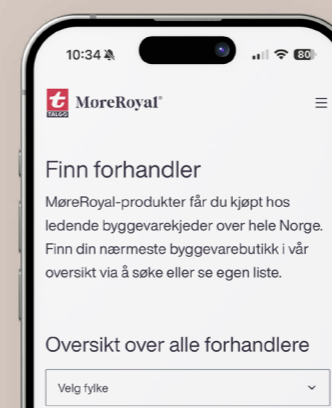 10:34
80
TALGO
MøreRoyal®
Finn forhandler
MøreRoyal-produkter får du kjøpt hos
ledende byggevarekjeder over hele Norge.
Finn din nærmeste byggevarebutikk i vår
oversikt via å søke eller se egen liste.
Oversikt over alle forhandlere
Velg fylke